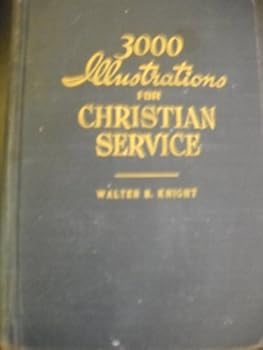 3000
Illustrations
FOR
CHRISTIAN
SERVICE
WALTER B. KNIGHT